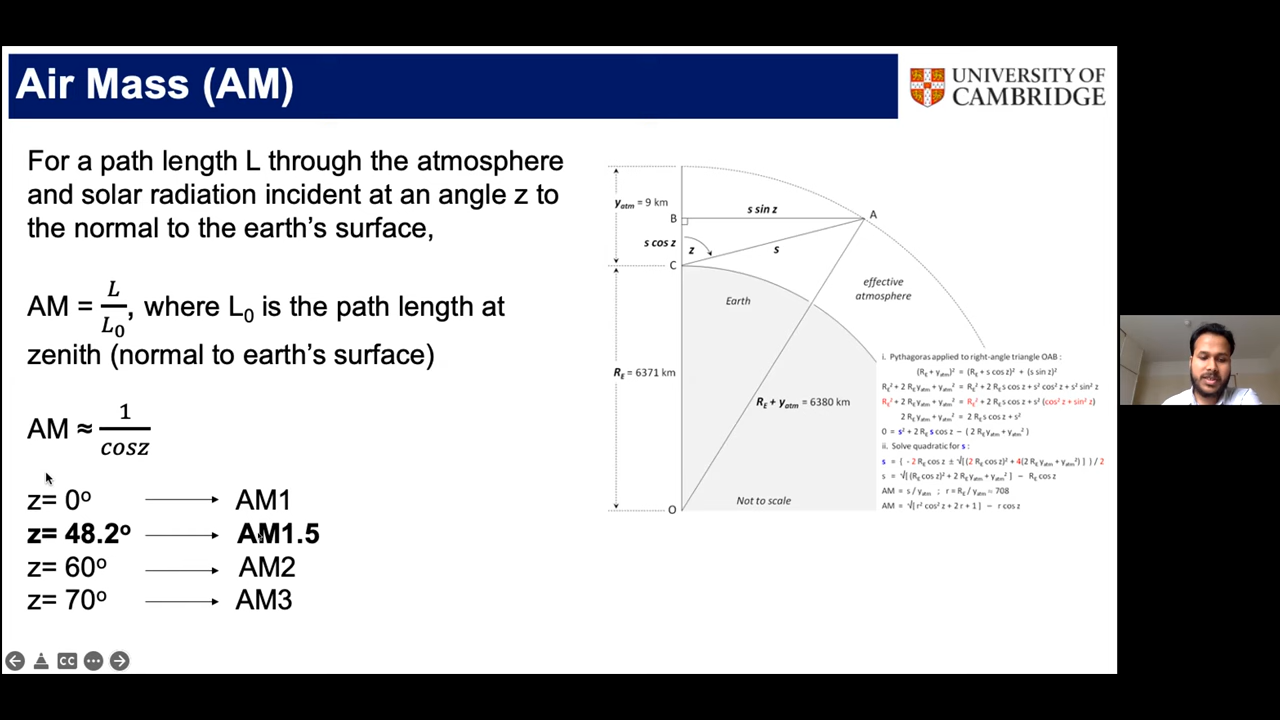 Air Mass (AM)
UNIVERSITY OF
CAMBRIDGE
For a path length L through the atmosphere
and solar radiation incident at an angle z to
the normal to the earth's surface,
AM = L/L₀, where L₀ is the path length at
zenith (normal to earth's surface)
AM ≈ 1/cosz
z= 0° → AM1
z= 48.2° → AM1.5
z= 60° → AM2
z= 70° → AM3
y_atm = 9 km
B
s sin z
A
s cos z
z
s
C
Earth
effective
atmosphere
R_E = 6371 km
R_E + y_atm = 6380 km
Not to scale
O
i. Pythagoras applied to right-angle triangle OAB :
(R_E + y_atm)² = (R_E + s cos z)² + (s sin z)²
R_E² + 2 R_E y_atm + y_atm² = R_E² + 2 R_E s cos z + s² cos² z + s² sin² z
R_E² + 2 R_E y_atm + y_atm² = R_E² + 2 R_E s cos z + s² (cos² z + sin² z)
2 R_E y_atm + y_atm² = 2 R_E s cos z + s²
0 = s² + 2 R_E s cos z − ( 2 R_E y_atm + y_atm² )
ii. Solve quadratic for s :
s = ( - 2 R_E cos z ± √[(2 R_E cos z)² + 4(2 R_E y_atm + y_atm²) ] ) / 2
s = √[(R_E cos z)² + 2 R_E y_atm + y_atm² ] − R_E cos z
AM = s / y_atm ; r = R_E / y_atm ≈ 708
AM = √[ r² cos² z + 2 r + 1 ] − r cos z
CC